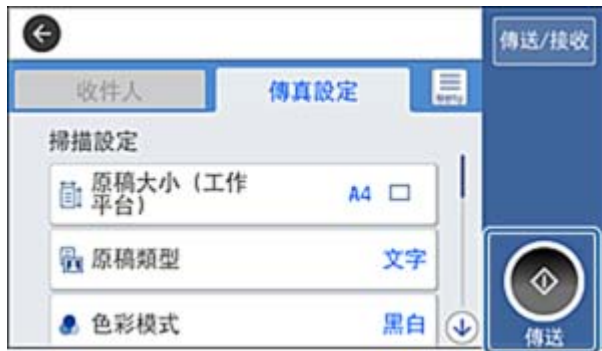 傳送/接收
收件人
傳真設定
Menu
掃描設定
原稿大小（工作
平台）
A4
原稿類型
文字
色彩模式
黑白
傳送